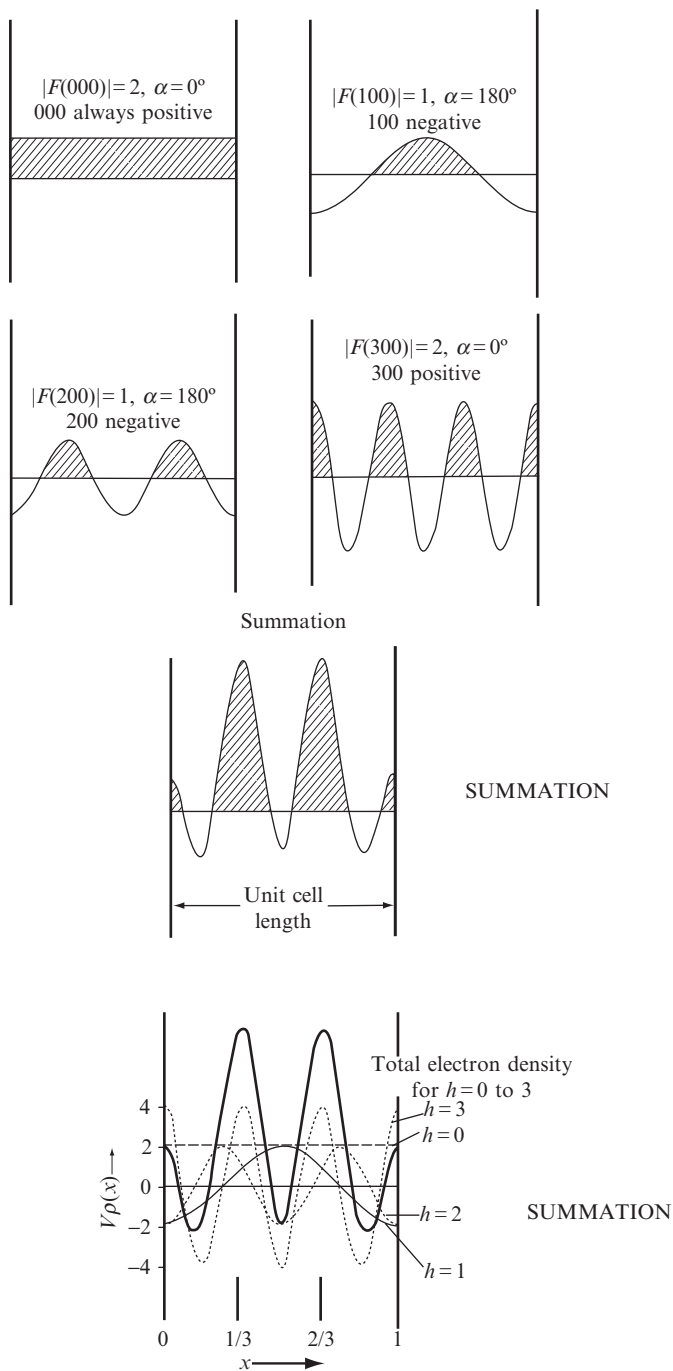 |F(000)| = 2, α = 0º
000 always positive
|F(100)| = 1, α = 180º
100 negative
|F(200)| = 1, α = 180º
200 negative
|F(300)| = 2, α = 0º
300 positive
Summation
SUMMATION
Unit cell
length
Total electron density
for h = 0 to 3
h = 3
h = 0
h = 2
h = 1
SUMMATION
Vρ(x)
4
2
0
−2
−4
0 1/3 2/3 1
x